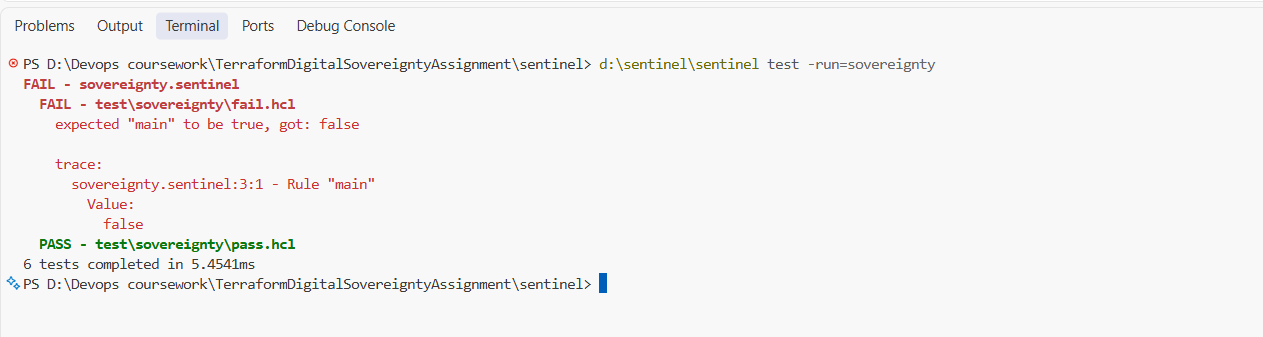 Problems Output Terminal Ports Debug Console
PS D:\Devops coursework\TerraformDigitalSovereigntyAssignment\sentinel> d:\sentinel\sentinel test -run=sovereignty
FAIL - sovereignty.sentinel
FAIL - test\sovereignty\fail.hcl
expected "main" to be true, got: false
trace:
sovereignty.sentinel:3:1 - Rule "main"
Value:
false
PASS - test\sovereignty\pass.hcl
6 tests completed in 5.4541ms
PS D:\Devops coursework\TerraformDigitalSovereigntyAssignment\sentinel>